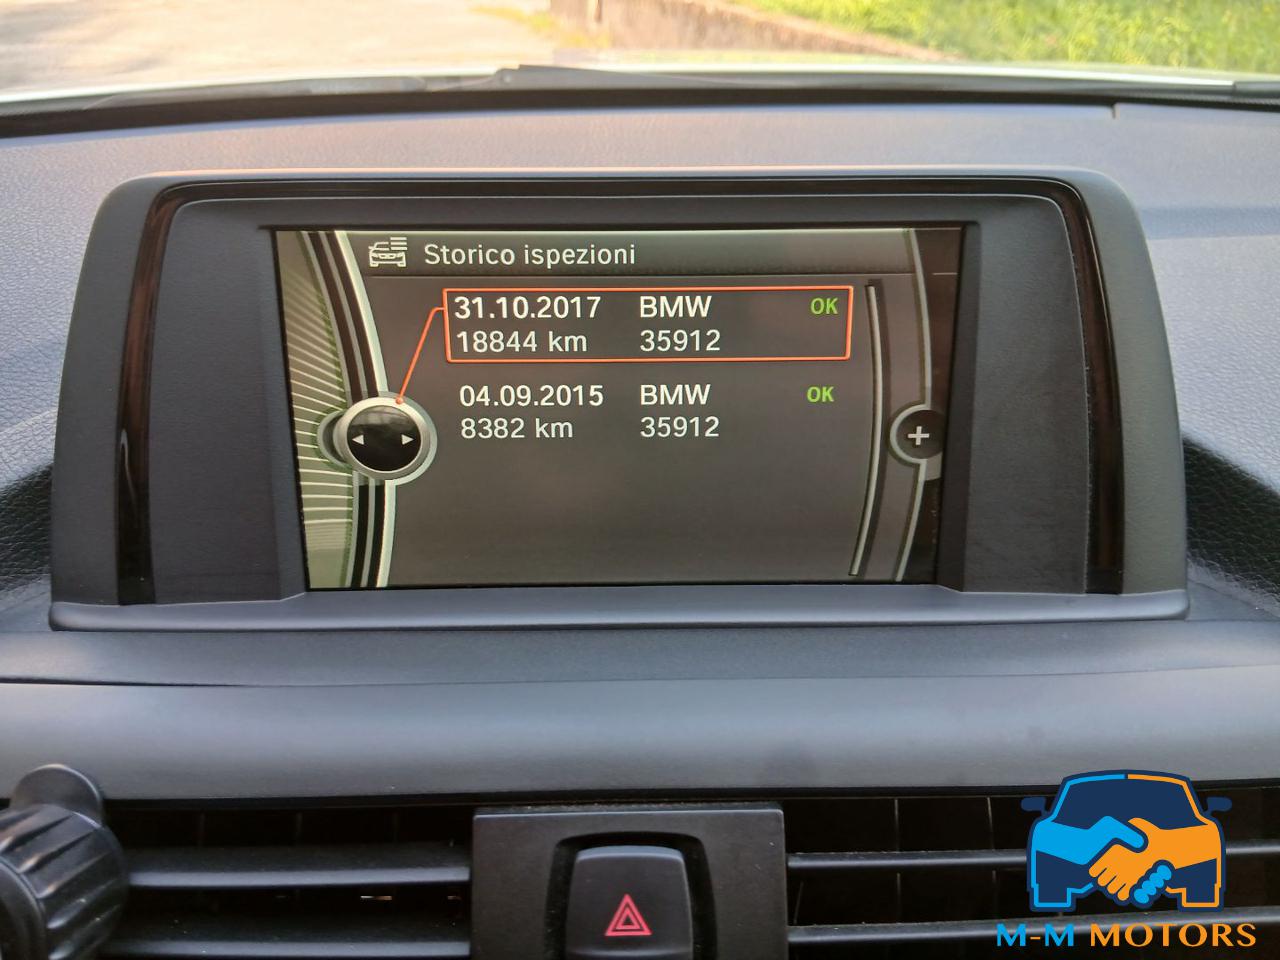 Storico ispezioni
31.10.2017 BMW OK
18844 km 35912
04.09.2015 BMW OK
8382 km 35912
M-M MOTORS